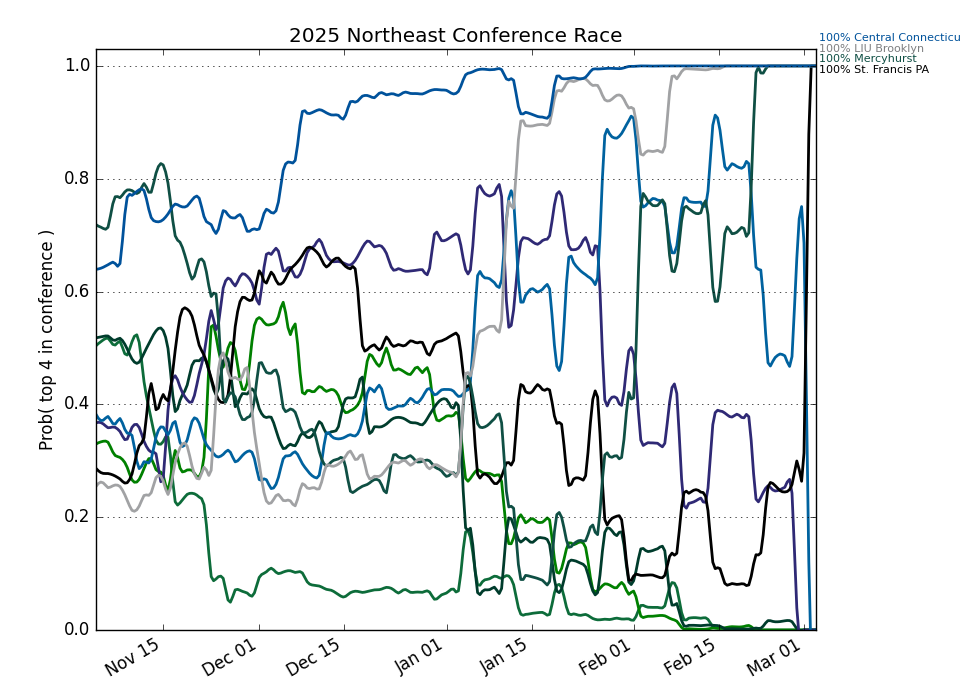 2025 Northeast Conference Race
100% Central Connecticu
100% LIU Brooklyn
100% Mercyhurst
100% St. Francis PA
Prob( top 4 in conference )
1.0
0.8
0.6
0.4
0.2
0.0
Nov 15
Dec 01
Dec 15
Jan 01
Jan 15
Feb 01
Feb 15
Mar 01